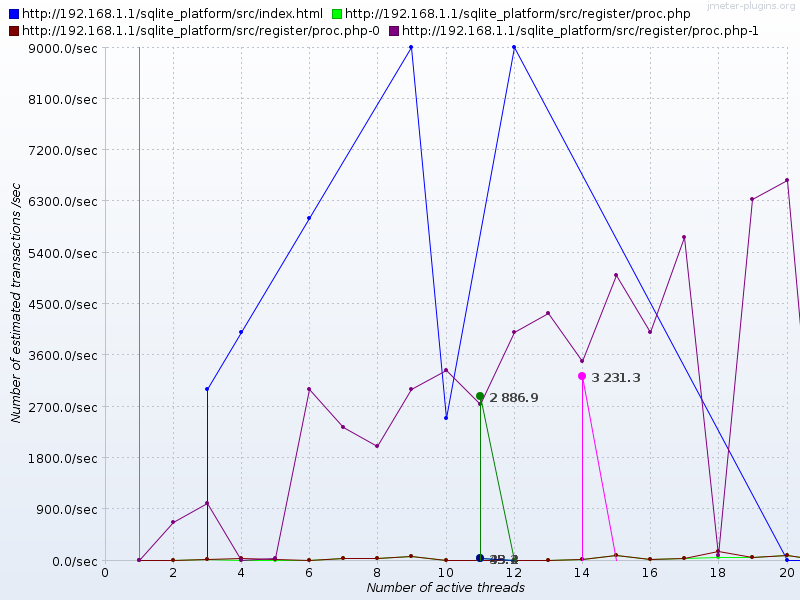 jmeter-plugins.org
http://192.168.1.1/sqlite_platform/src/index.html http://192.168.1.1/sqlite_platform/src/register/proc.php
http://192.168.1.1/sqlite_platform/src/register/proc.php-0 http://192.168.1.1/sqlite_platform/src/register/proc.php-1
Number of estimated transactions /sec
9000.0/sec
8100.0/sec
7200.0/sec
6300.0/sec
5400.0/sec
4500.0/sec
3600.0/sec
2700.0/sec
1800.0/sec
900.0/sec
0.0/sec
3 231.3
2 886.9
0 2 4 6 8 10 12 14 16 18 20
Number of active threads